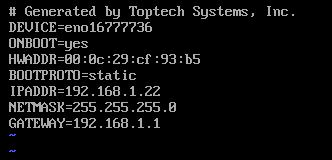 # Generated by Toptech Systems, Inc.
DEVICE=eno16777736
ONBOOT=yes
HWADDR=00:0c:29:cf:93:b5
BOOTPROTO=static
IPADDR=192.168.1.22
NETMASK=255.255.255.0
GATEWAY=192.168.1.1
~
~